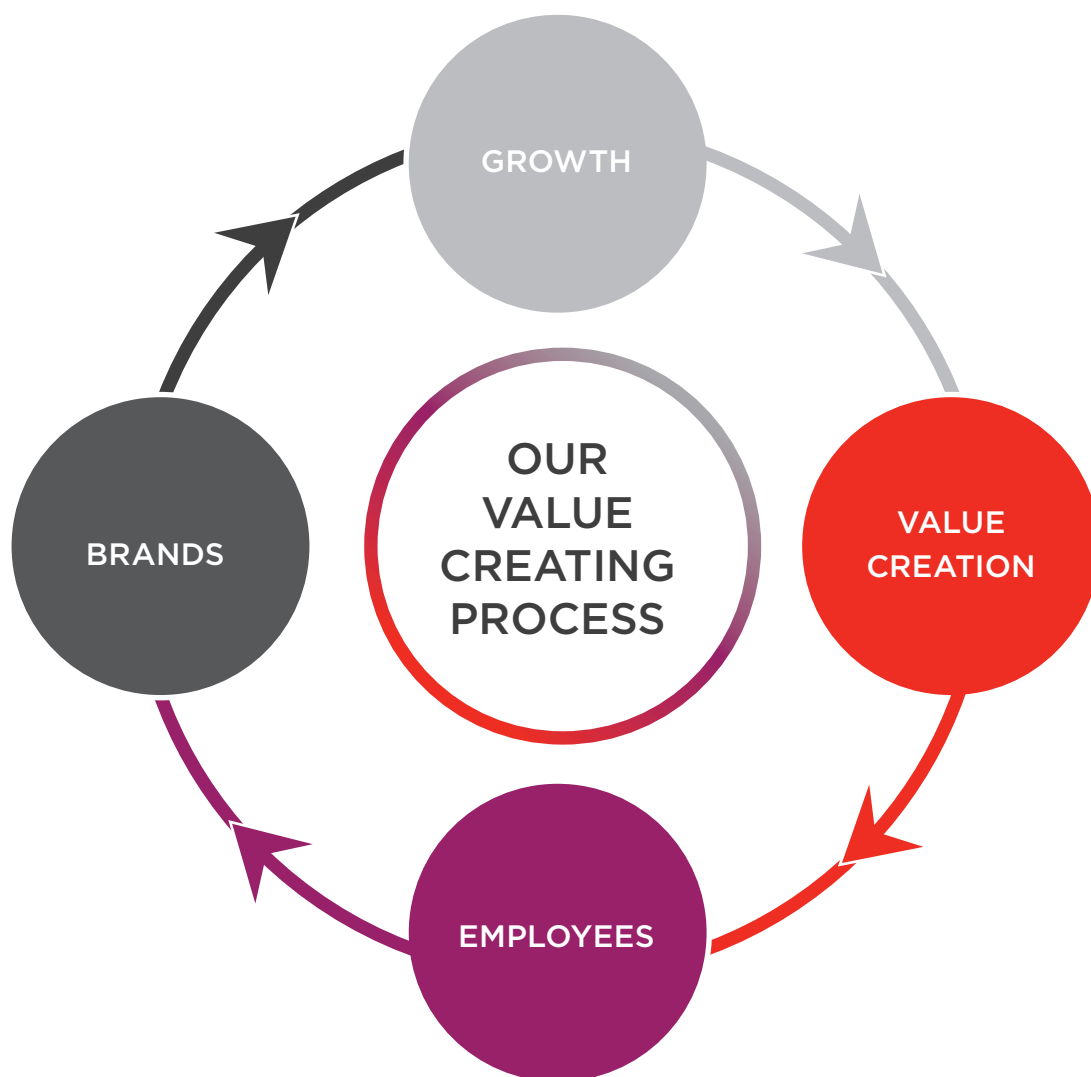 GROWTH
OUR
VALUE
CREATING
PROCESS
VALUE
CREATION
BRANDS
EMPLOYEES